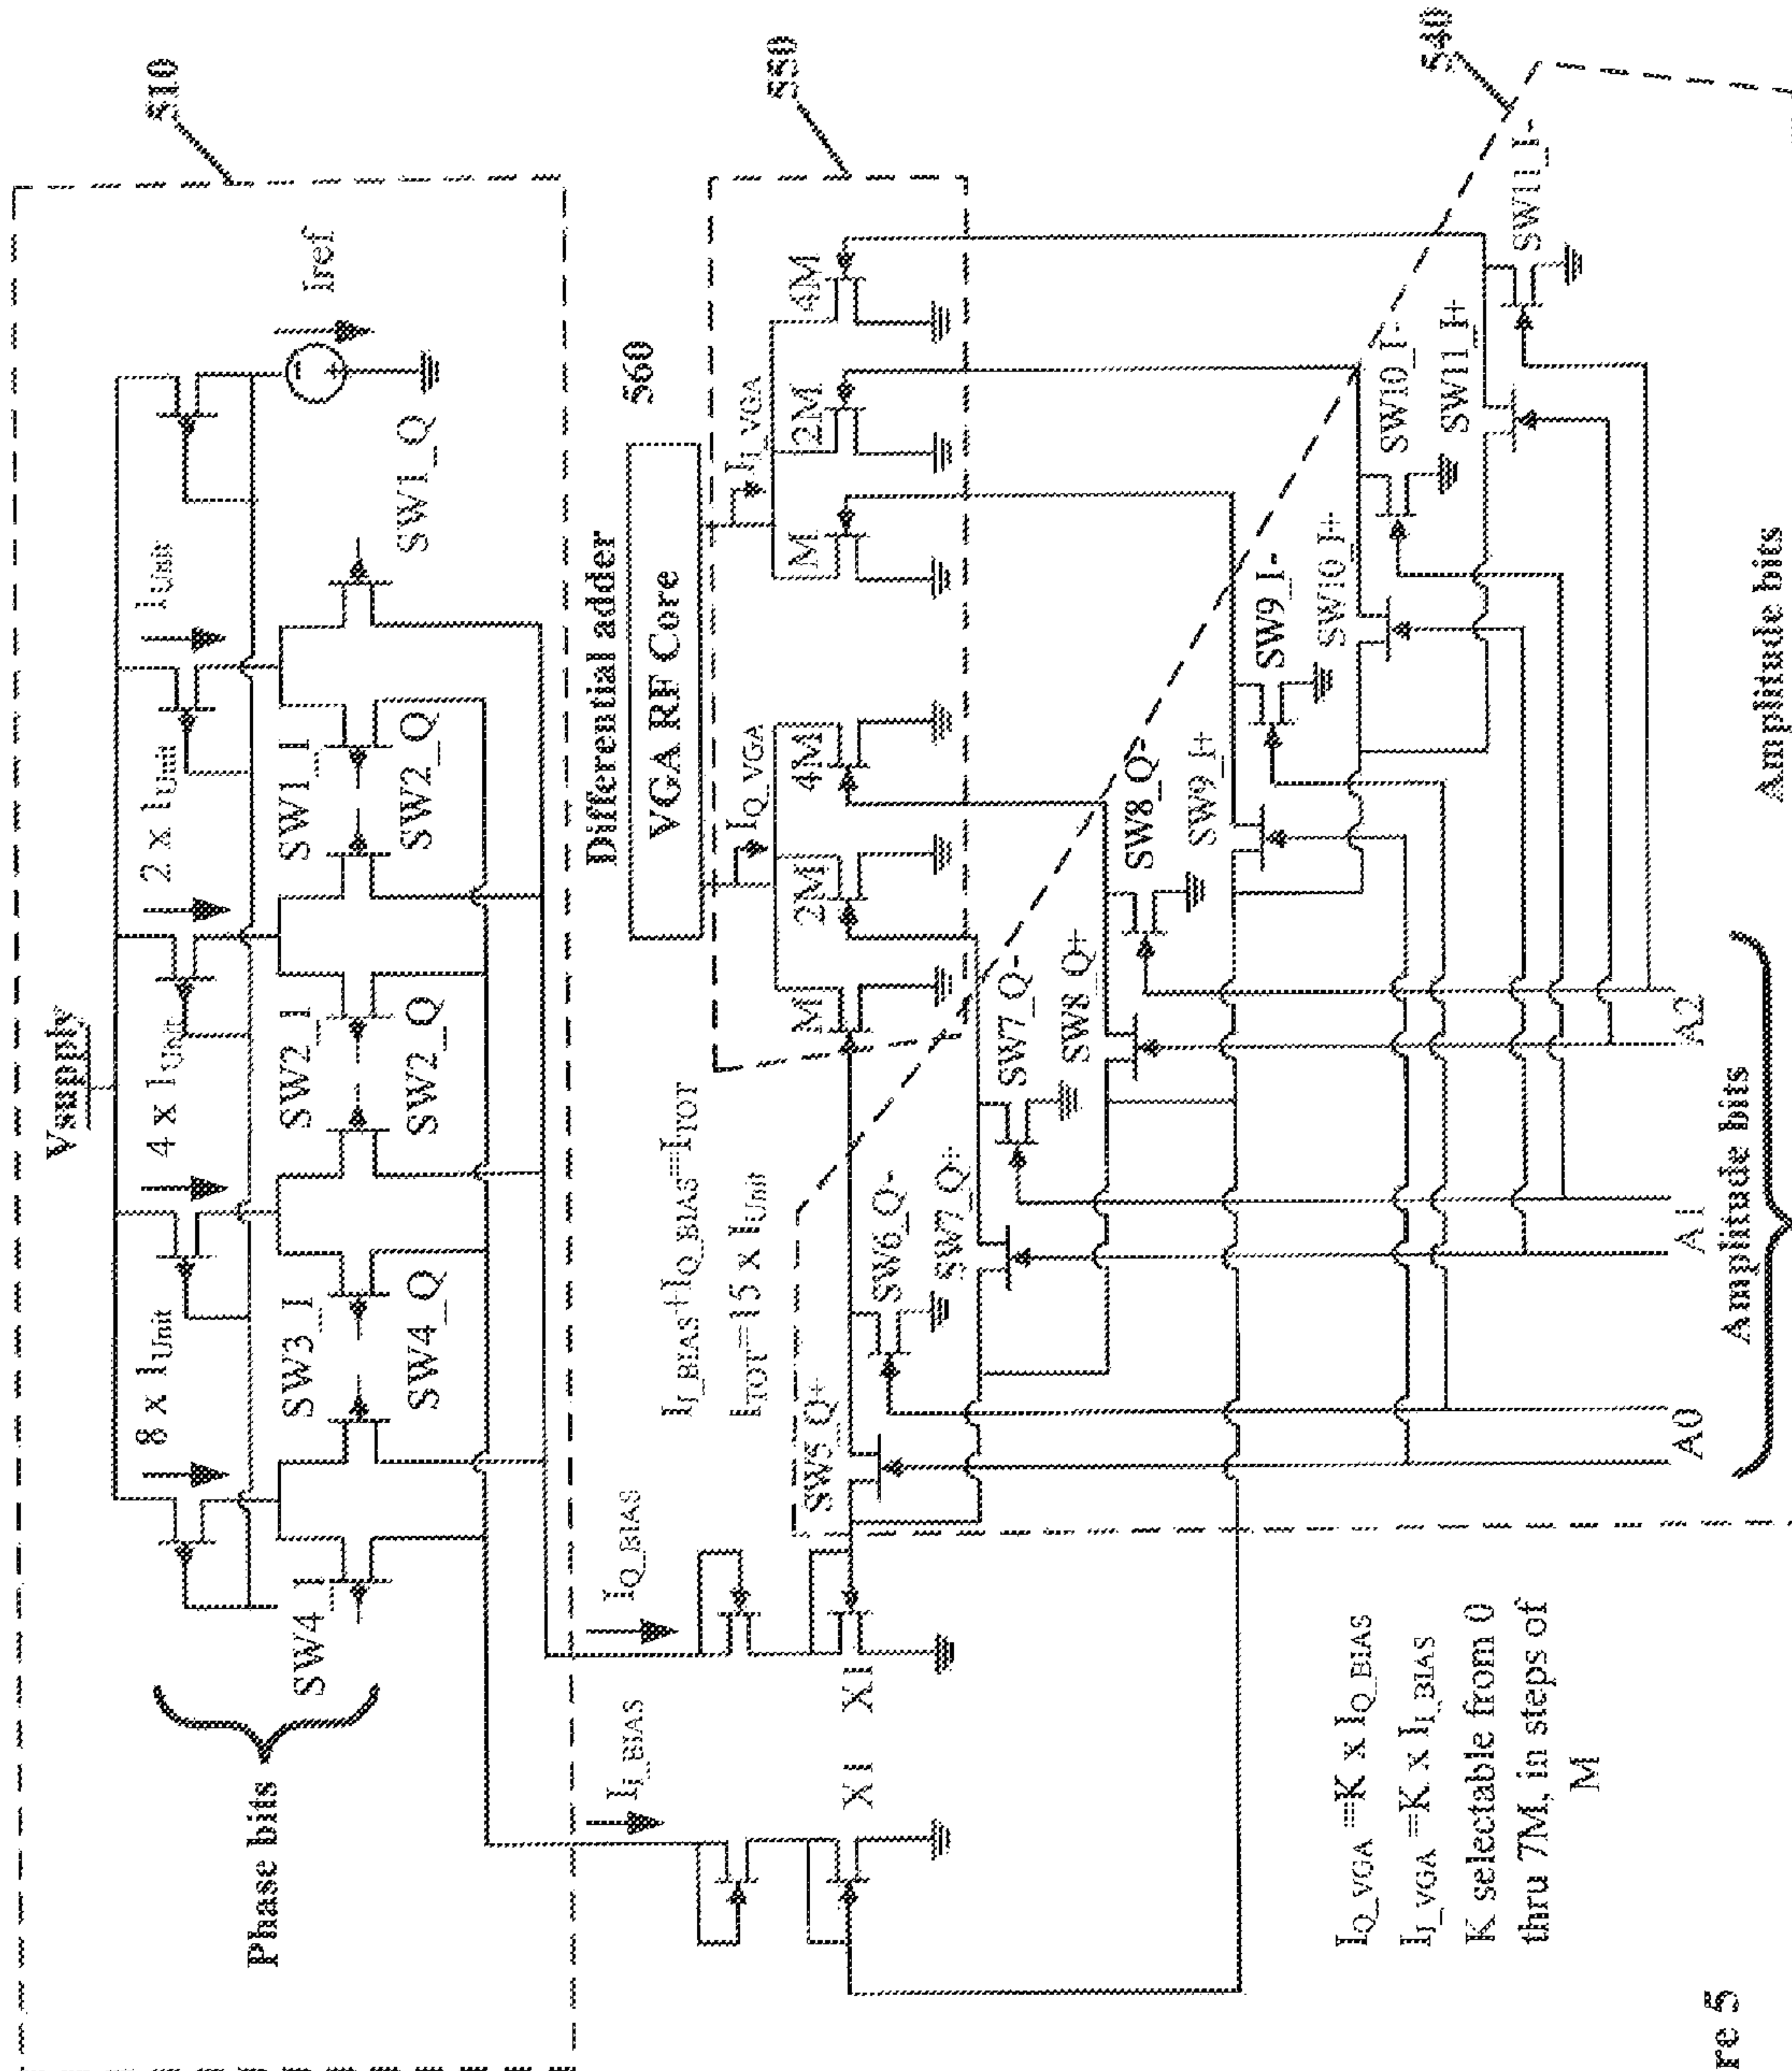 510
Vsupply
8 x IUnit
4 x IUnit
2 x IUnit
IUnit
Iref
Phase bits
SW4_I
SW3_I
SW4_Q
SW2_I
SW2_Q
SW1_I
SW2_Q
SW1_Q
II_BIAS
IQ_BIAS
Differential adder
560
VGA RF Core
550
II_BIAS+IQ_BIAS=ITOT
ITOT=15 x IUnit
IQ_VGA
II_VGA
M
2M
4M
M
2M
4M
X1
X1
540
SW5_Q+
SW6_Q-
SW7_Q+
SW7_Q-
SW8_Q+
SW8_Q-
SW9_I+
SW9_I-
SW10_I+
SW10_I-
SW11_I+
SW11_I-
IQ_VGA =K x IQ_BIAS
II_VGA =K x II_BIAS
K selectable from 0
thru 7M, in steps of
M
A0
A1
A2
Amplitude bits
Amplitude bits
re 5